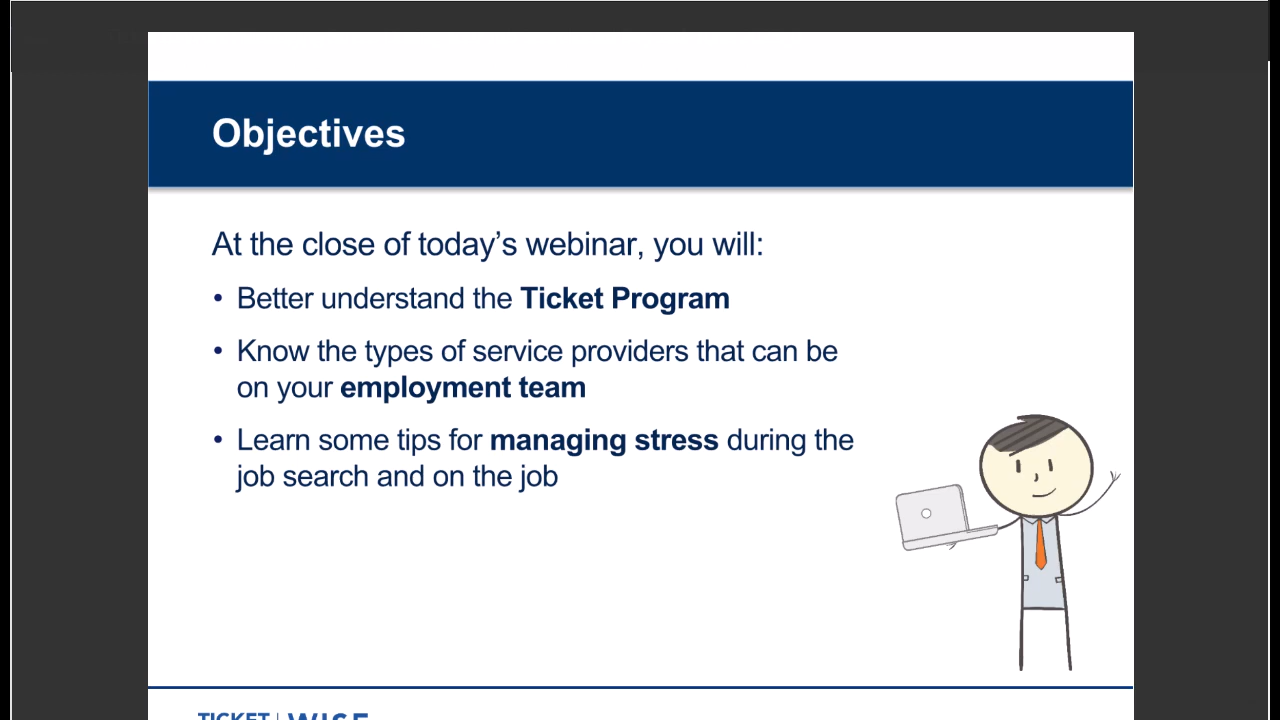 Objectives
At the close of today’s webinar, you will:
• Better understand the Ticket Program
• Know the types of service providers that can be
on your employment team
• Learn some tips for managing stress during the
job search and on the job
TICKET | WISE